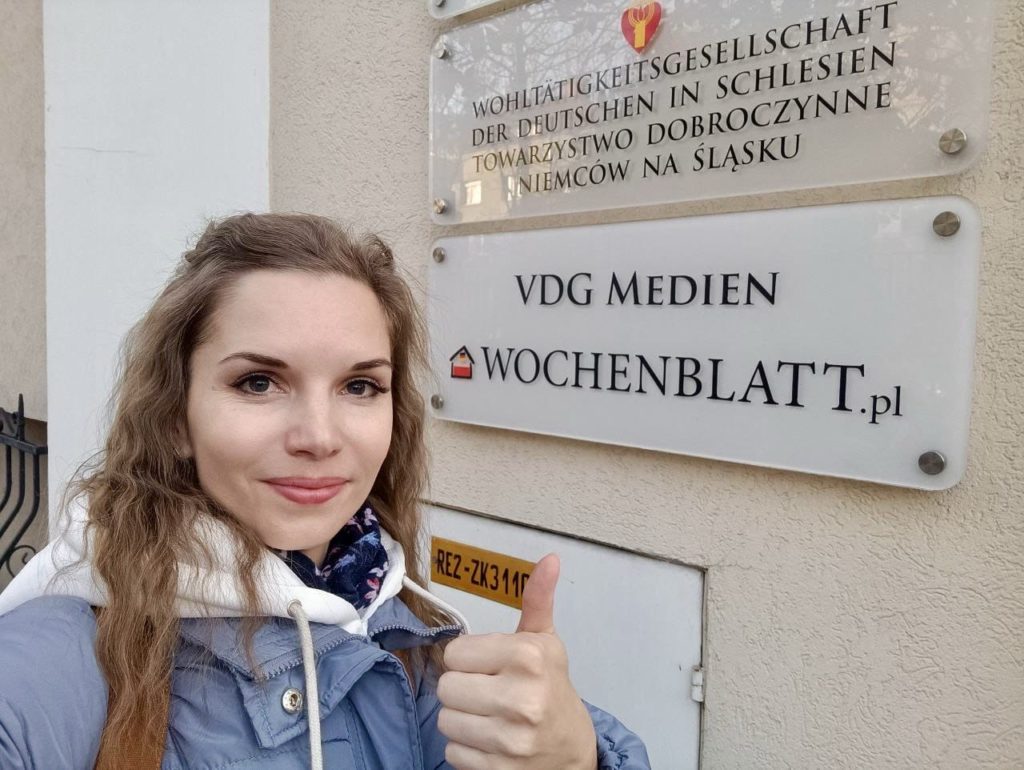 WOHLTÄTIGKEITSGESELLSCHAFT
DER DEUTSCHEN IN SCHLESIEN
TOWARZYSTWO DOBROCZYNNE
NIEMCÓW NA ŚLĄSKU
VDG MEDIEN
WOCHENBLATT.pl